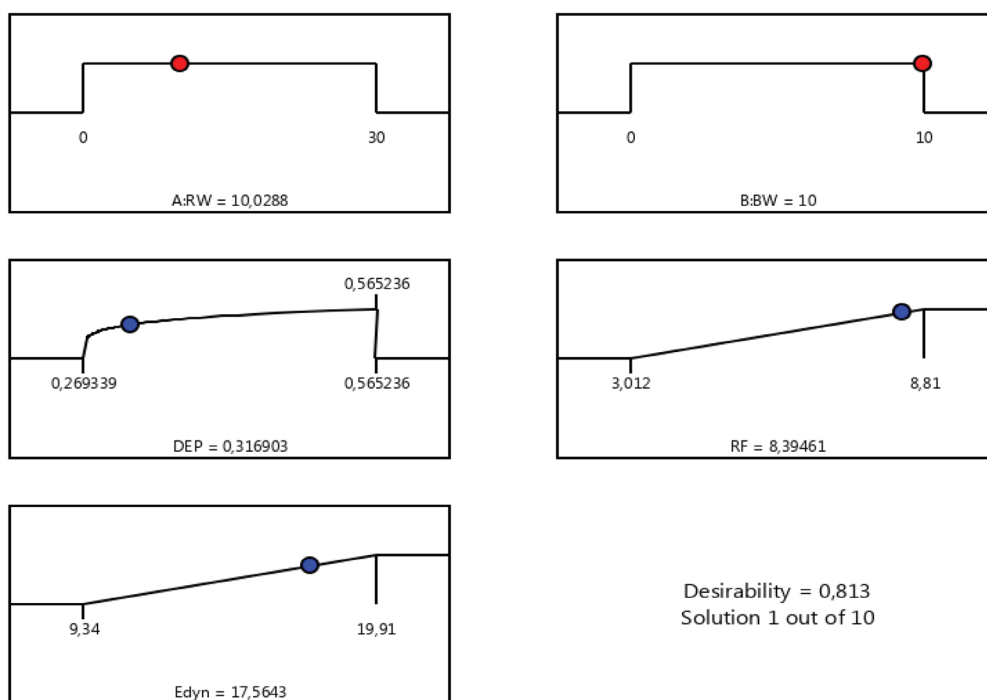 0
30
A:RW = 10,0288
0
10
B:BW = 10
0,565236
0,269339
0,565236
DEP = 0,316903
3,012
8,81
RF = 8,39461
9,34
19,91
Edyn = 17,5643
Desirability = 0,813
Solution 1 out of 10